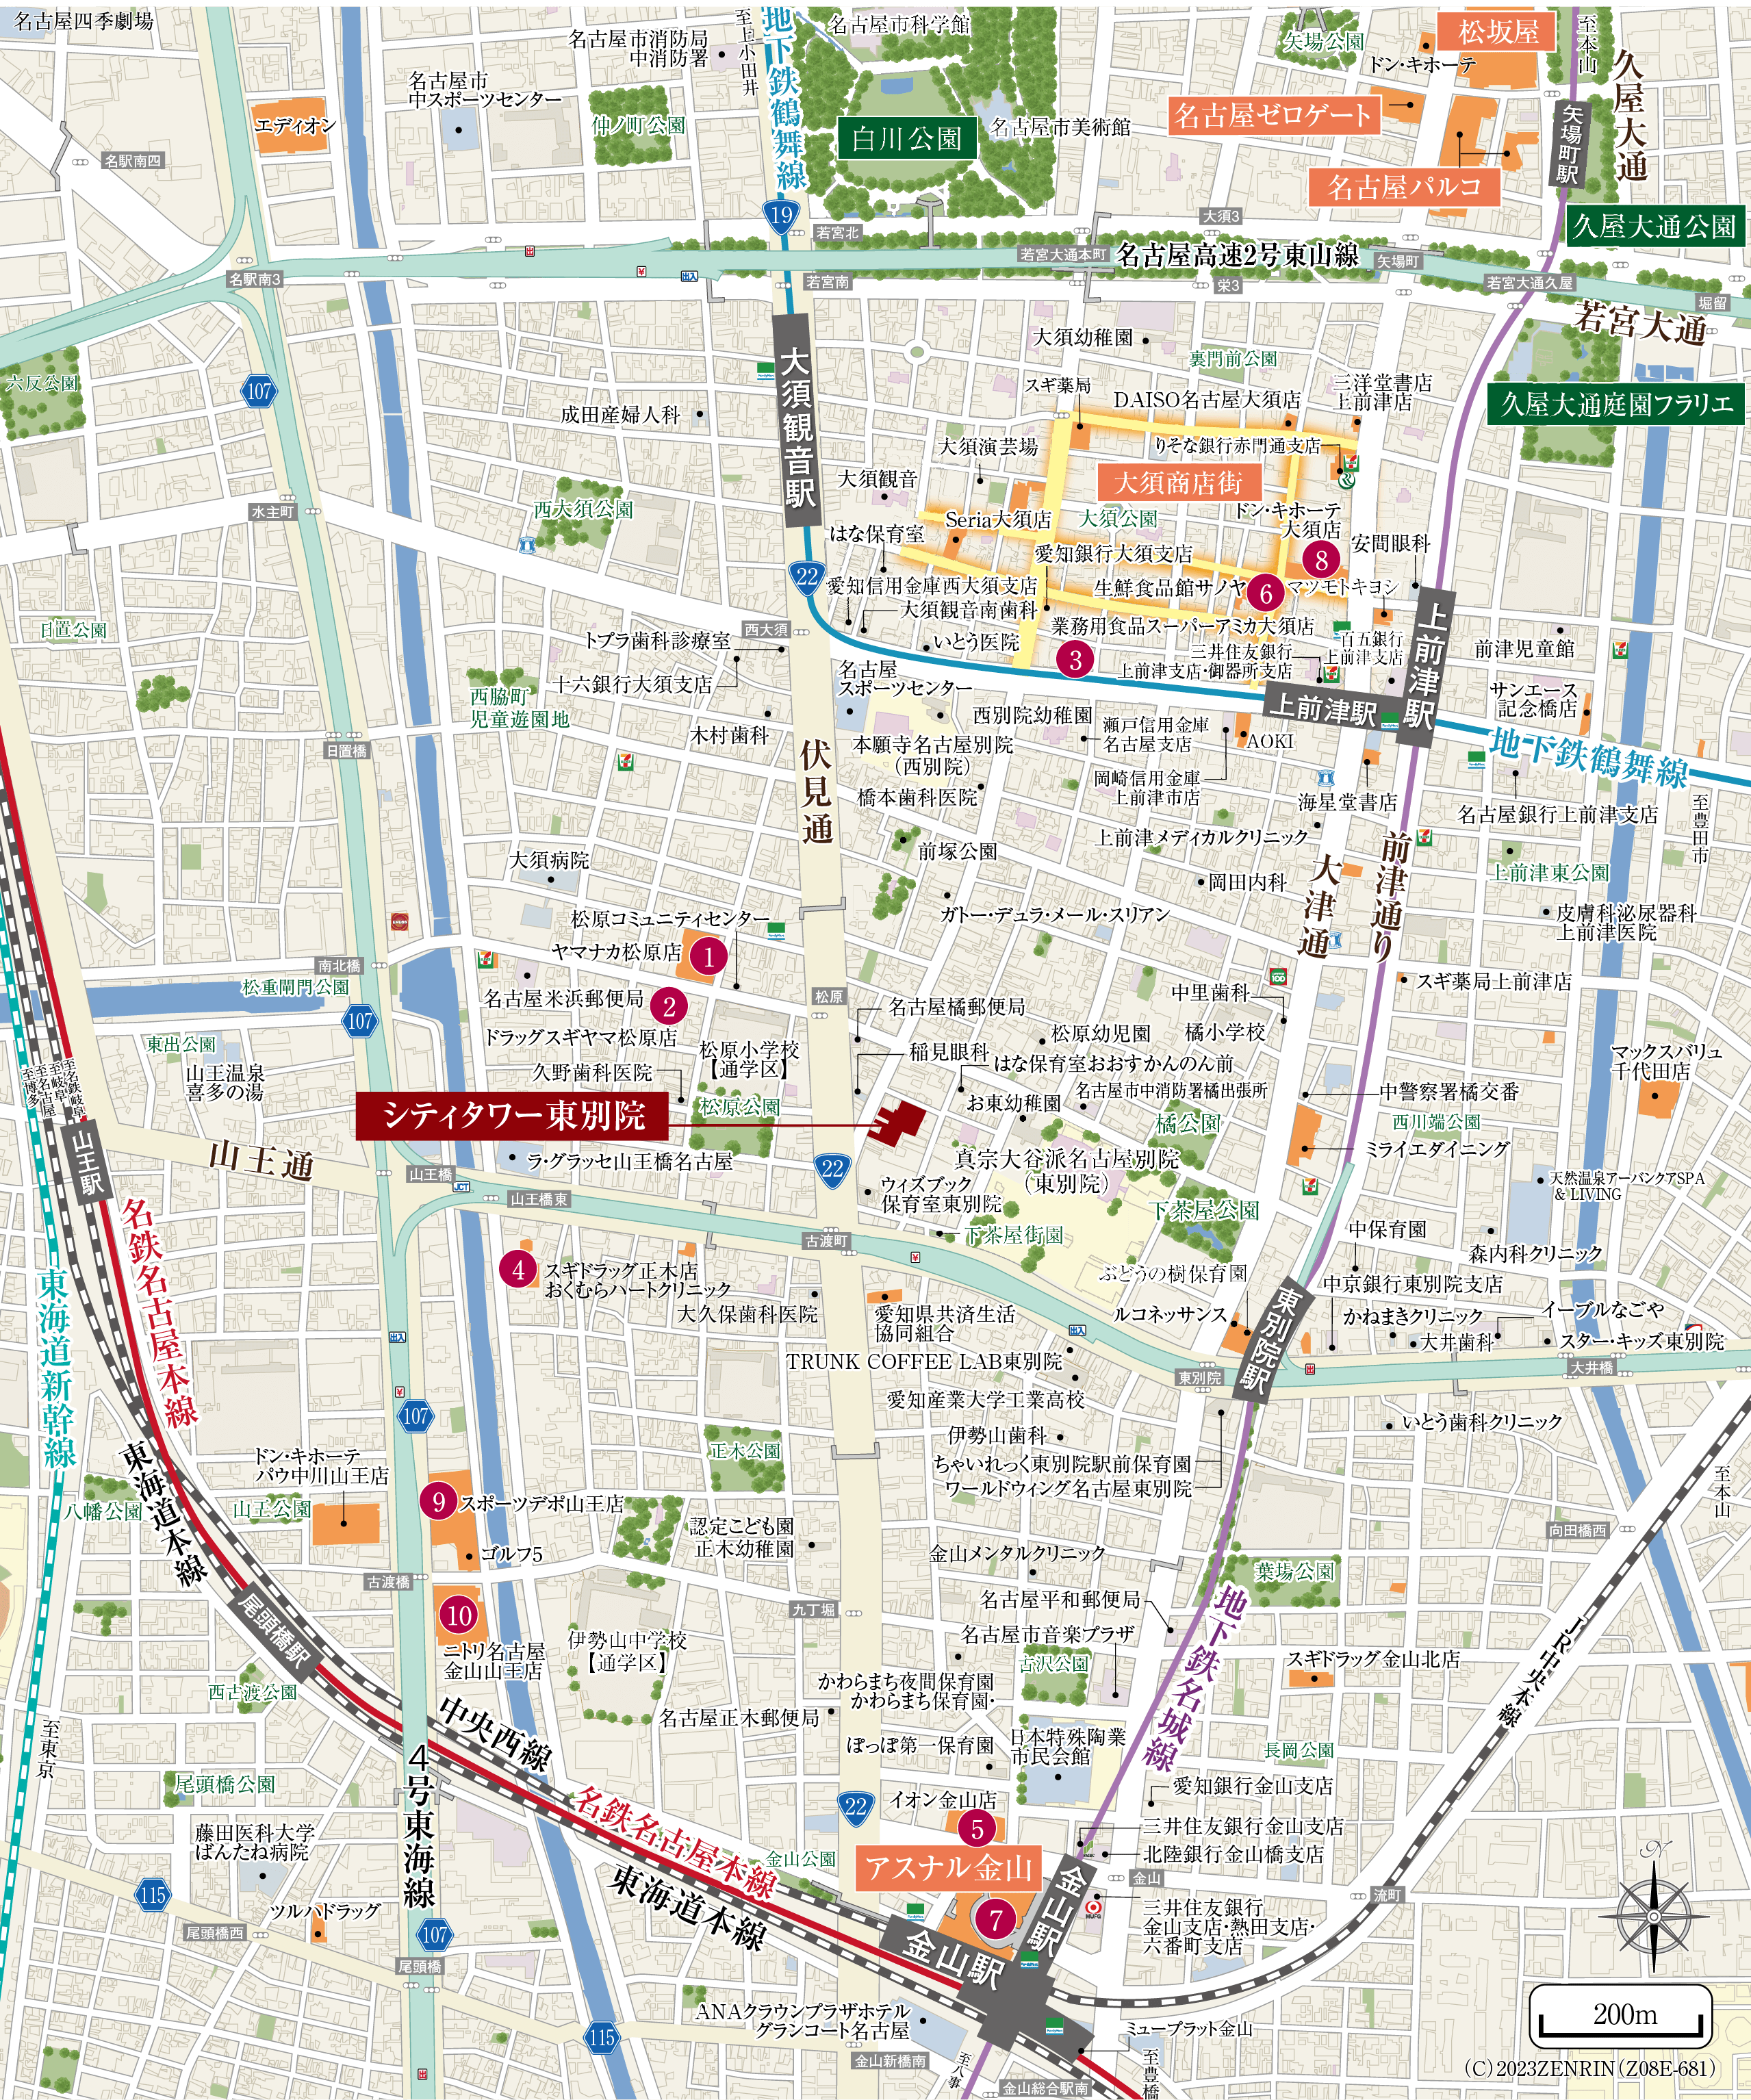 名古屋四季劇場
名古屋市消防局
中消防署
至上小田井
地下鉄鶴舞線
名古屋市科学館
矢場公園
松坂屋
ドン・キホーテ
至本山
久屋大通
名古屋市
中スポーツセンター
エディオン
仲ノ町公園
白川公園
名古屋市美術館
名古屋ゼロゲート
矢場町駅
名駅南四
名古屋パルコ
19
若宮北
大須3
久屋大通公園
若宮大通本町
名古屋高速2号東山線
矢場町
出
¥
出入
名駅南3
若宮南
栄3
若宮大通久屋
堀留
若宮大通
大須幼稚園
裏門前公園
六反公園
107
大須観音駅
スギ薬局
DAISO名古屋大須店
三洋堂書店
上前津店
久屋大通庭園フラリエ
成田産婦人科
大須演芸場
りそな銀行赤門通支店
大須観音
大須商店街
水主町
西大須公園
Seria大須店
大須公園
ドン・キホーテ
大須店
はな保育室
愛知銀行大須支店
安間眼科
8
22
愛知信用金庫西大須支店
生鮮食品館サノヤ
6
マツモトキヨシ
大須観音南歯科
日置公園
トプラ歯科診療室
西大須
いとう医院
業務用食品スーパーアミカ大須店
百五銀行
上前津支店
上前津駅
前津児童館
3
三井住友銀行
上前津支店・御器所支店
十六銀行大須支店
名古屋
スポーツセンター
西脇町
児童遊園地
上前津駅
サンエース
記念橋店
木村歯科
西別院幼稚園
瀬戸信用金庫
名古屋支店
AOKI
日置橋
伏見通
本願寺名古屋別院
（西別院）
地下鉄鶴舞線
岡崎信用金庫
上前津市店
橋本歯科医院
海星堂書店
名古屋銀行上前津支店
至豊田市
上前津メディカルクリニック
前津通り
大須病院
前塚公園
大津通
岡田内科
上前津東公園
松原コミュニティセンター
ガトー・デュラ・メール・スリアン
皮膚科泌尿器科
上前津医院
ヤマナカ松原店
1
南北橋
松重閘門公園
名古屋米浜郵便局
2
松原
名古屋橘郵便局
中里歯科
スギ薬局上前津店
107
ドラッグスギヤマ松原店
松原小学校
【通学区】
松原幼児園
橘小学校
東出公園
稲見眼科
はな保育室おおすかんのん前
マックスバリュ
千代田店
山王温泉
喜多の湯
久野歯科医院
名古屋市中消防署橘出張所
中警察署橘交番
至博多
至名古屋
至岐阜
至名鉄岐阜
シティタワー東別院
松原公園
お東幼稚園
橘公園
西川端公園
山王駅
山王通
ラ・グラッセ山王橋名古屋
22
真宗大谷派名古屋別院
（東別院）
ミライエダイニング
山王橋
JCT
山王橋東
ウィズブック
保育室東別院
下茶屋公園
天然温泉アーバンクアSPA
＆LIVING
名鉄名古屋本線
古渡町
下茶屋街園
中保育園
森内科クリニック
東海道新幹線
4
スギドラッグ正木店
おくむらハートクリニック
¥
ぶどうの樹保育園
中京銀行東別院支店
大久保歯科医院
愛知県共済生活
協同組合
ルコネッサンス
東別院駅
かねまきクリニック
イーブルなごや
出入
出入
大井歯科
スター・キッズ東別院
TRUNK COFFEE LAB東別院
東別院
出
大井橋
¥
愛知産業大学工業高校
107
いとう歯科クリニック
東海道本線
ドン・キホーテ
パウ中川山王店
正木公園
伊勢山歯科
ちゃいれっく東別院駅前保育園
至本山
9
スポーツデポ山王店
ワールドウィング名古屋東別院
八幡公園
山王公園
認定こども園
正木幼稚園
向田橋西
ゴルフ5
金山メンタルクリニック
古渡橋
葉場公園
尾頭橋駅
10
九丁堀
名古屋平和郵便局
地下鉄名城線
JR中央本線
ニトリ名古屋
金山山王店
伊勢山中学校
【通学区】
名古屋市音楽プラザ
古沢公園
スギドラッグ金山北店
西古渡公園
かわらまち夜間保育園
かわらまち保育園・
中央西線
名古屋正木郵便局
至東京
ぽっぽ第一保育園
日本特殊陶業
市民会館
長岡公園
4号東海線
尾頭橋公園
名鉄名古屋本線
22
イオン金山店
愛知銀行金山支店
藤田医科大学
ばんたね病院
5
三井住友銀行金山支店
北陸銀行金山橋支店
金山公園
アスナル金山
東海道本線
115
金山駅
金山
流町
N
ツルハドラッグ
7
MUFG
三井住友銀行
金山支店・熱田支店・
六番町支店
尾頭橋西
107
金山駅
尾頭橋
ANAクラウンプラザホテル
グランコート名古屋
200m
115
ミュープラット金山
金山新橋南
至八事
至豊橋
出
金山総合駅南
（C）2023ZENRIN（Z08E-681）